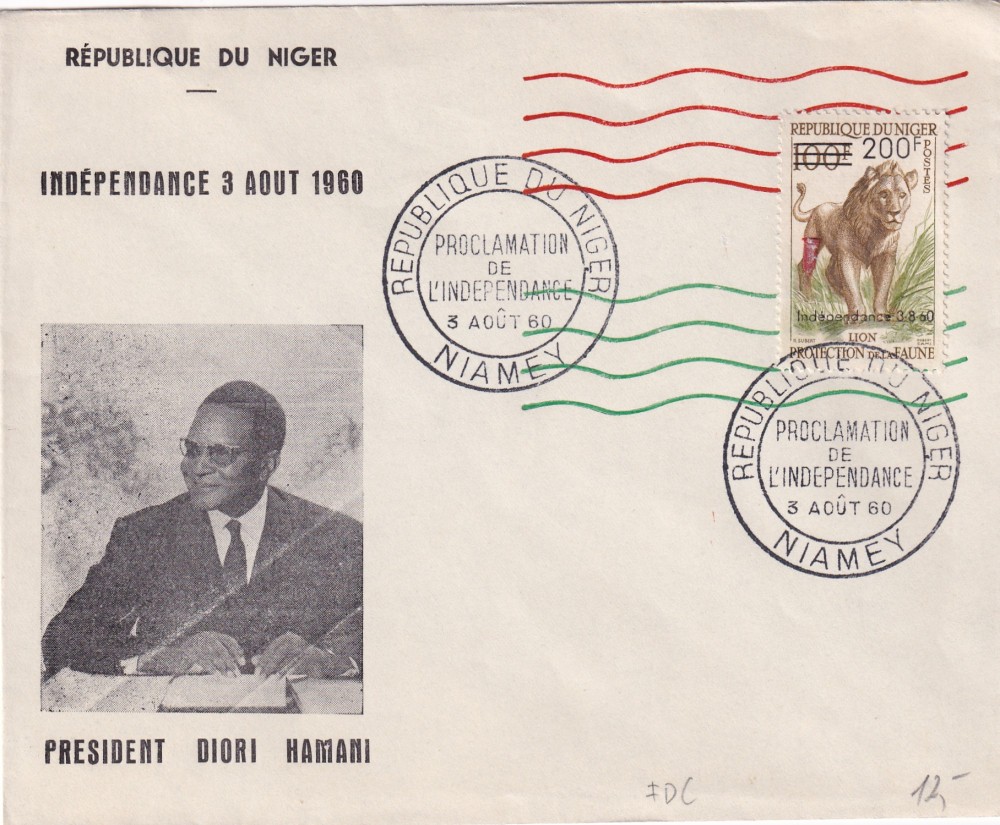 RÉPUBLIQUE DU NIGER
INDÉPENDANCE 3 AOUT 1960
REPUBLIQUE DU NIGER
PROCLAMATION
DE
L'INDEPENDANCE
3 AOÛT 60
NIAMEY
REPUBLIQUE DU NIGER
100F 200F
POSTES
Indépendance 3-8-60
LION
PROTECTION DE LA FAUNE
REPUBLIQUE DU NIGER
PROCLAMATION
DE
L'INDEPENDANCE
3 AOÛT 60
NIAMEY
PRESIDENT DIORI HAMANI
FDC 12,-